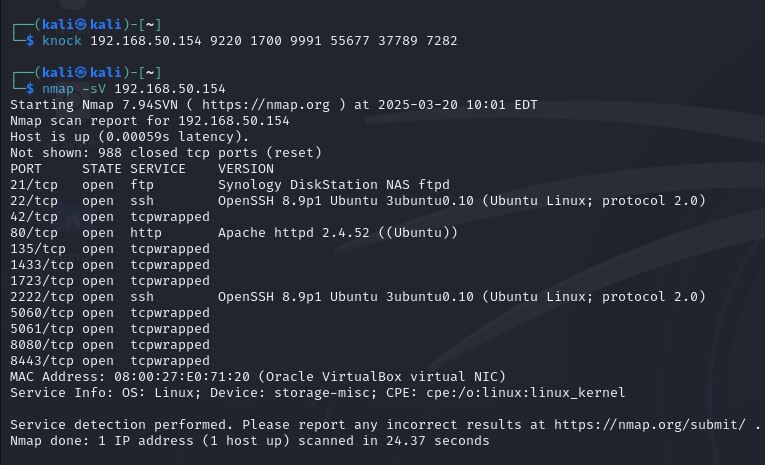 ┌──(kali㉿kali)-[~]
└─$ knock 192.168.50.154 9220 1700 9991 55677 37789 7282
┌──(kali㉿kali)-[~]
└─$ nmap -sV 192.168.50.154
Starting Nmap 7.94SVN ( https://nmap.org ) at 2025-03-20 10:01 EDT
Nmap scan report for 192.168.50.154
Host is up (0.00059s latency).
Not shown: 988 closed tcp ports (reset)
PORT     STATE SERVICE    VERSION
21/tcp   open  ftp        Synology DiskStation NAS ftpd
22/tcp   open  ssh        OpenSSH 8.9p1 Ubuntu 3ubuntu0.10 (Ubuntu Linux; protocol 2.0)
42/tcp   open  tcpwrapped
80/tcp   open  http       Apache httpd 2.4.52 ((Ubuntu))
135/tcp  open  tcpwrapped
1433/tcp open  tcpwrapped
1723/tcp open  tcpwrapped
2222/tcp open  ssh        OpenSSH 8.9p1 Ubuntu 3ubuntu0.10 (Ubuntu Linux; protocol 2.0)
5060/tcp open  tcpwrapped
5061/tcp open  tcpwrapped
8080/tcp open  tcpwrapped
8443/tcp open  tcpwrapped
MAC Address: 08:00:27:E0:71:20 (Oracle VirtualBox virtual NIC)
Service Info: OS: Linux; Device: storage-misc; CPE: cpe:/o:linux:linux_kernel
Service detection performed. Please report any incorrect results at https://nmap.org/submit/ .
Nmap done: 1 IP address (1 host up) scanned in 24.37 seconds